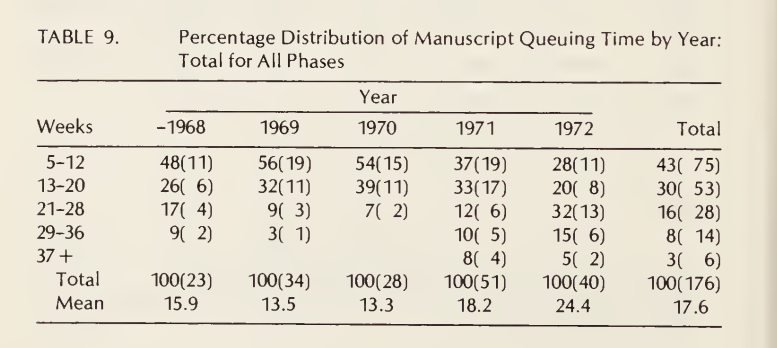 TABLE 9. Percentage Distribution of Manuscript Queuing Time by Year:
Total for All Phases
Year
Weeks –1968 1969 1970 1971 1972 Total
5-12 48(11) 56(19) 54(15) 37(19) 28(11) 43( 75)
13-20 26( 6) 32(11) 39(11) 33(17) 20( 8) 30( 53)
21-28 17( 4) 9( 3) 7( 2) 12( 6) 32(13) 16( 28)
29-36 9( 2) 3( 1) 10( 5) 15( 6) 8( 14)
37 + 8( 4) 5( 2) 3( 6)
Total 100(23) 100(34) 100(28) 100(51) 100(40) 100(176)
Mean 15.9 13.5 13.3 18.2 24.4 17.6